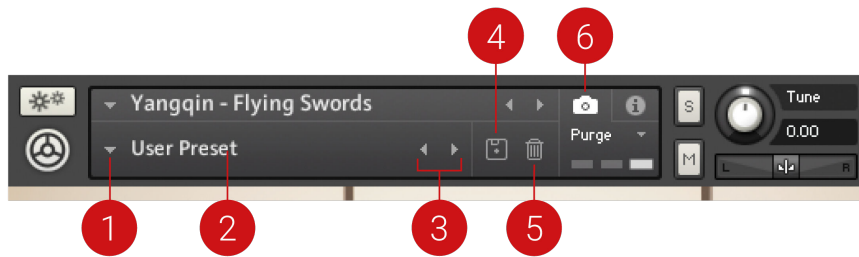 4 6
Yangqin - Flying Swords i S Tune
User Preset Purge M 0.00
L R
1 2 3 5